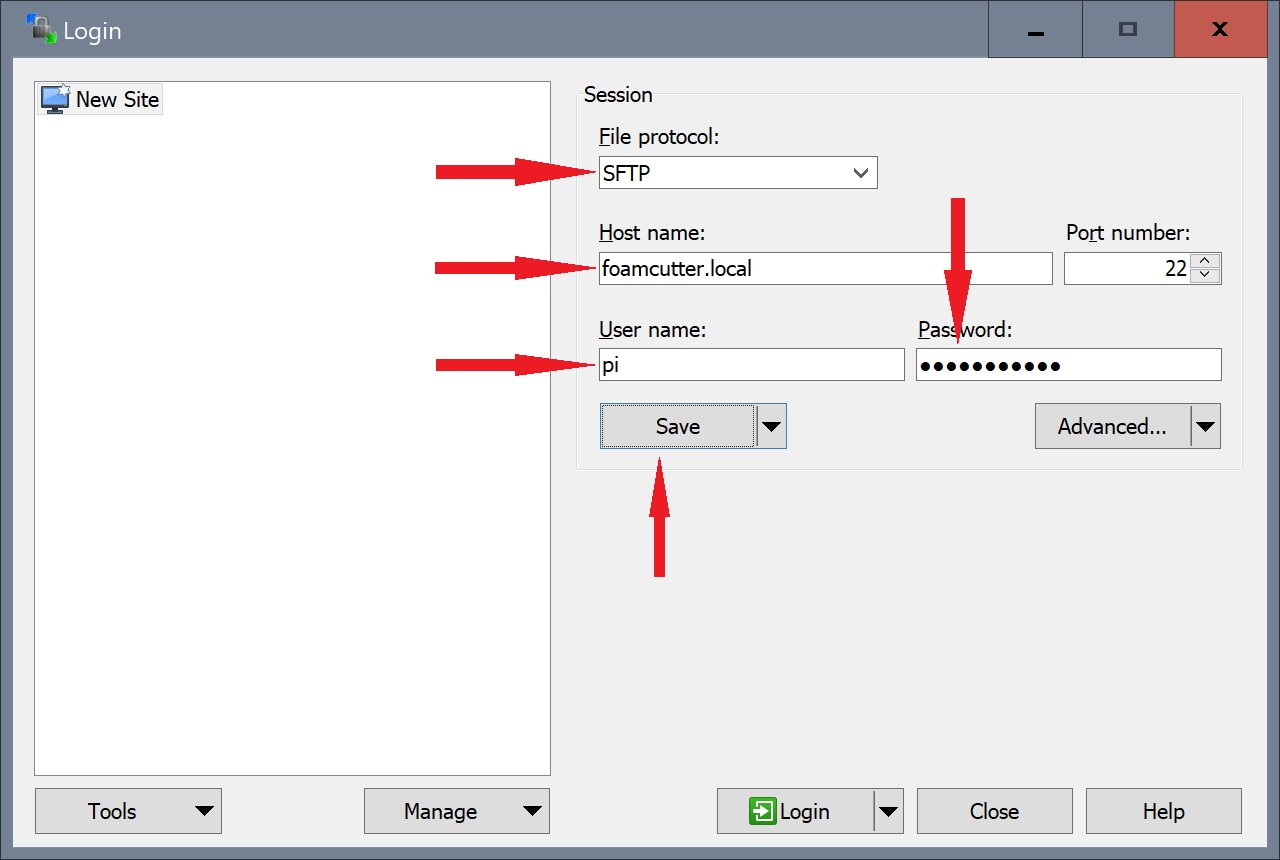 Login
New Site
Session
File protocol:
SFTP
Host name:
Port number:
foamcutter.local
22
User name:
Password:
pi
●●●●●●●●●●●
Save
Advanced...
Tools
Manage
Login
Close
Help